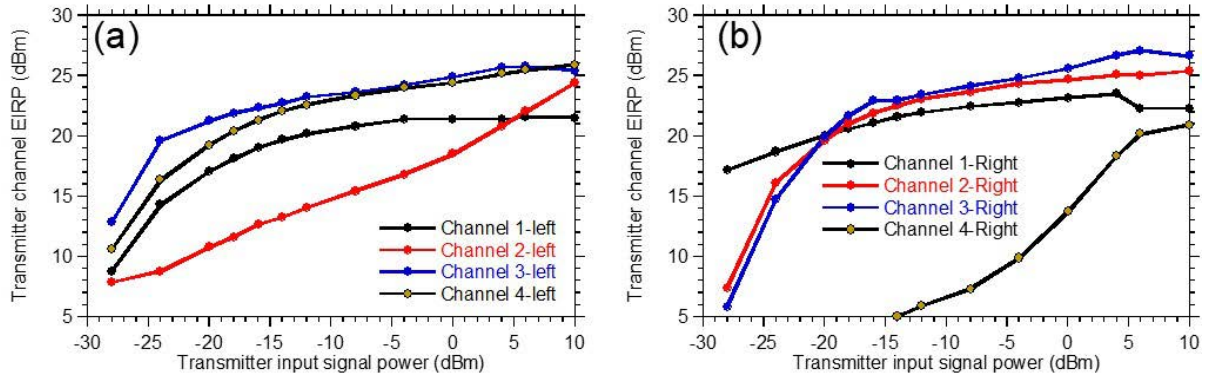 (a)
Transmitter channel EIRP (dBm)
30
25
20
15
10
5
Channel 1-left
Channel 2-left
Channel 3-left
Channel 4-left
-30 -25 -20 -15 -10 -5 0 5 10
Transmitter input signal power (dBm)
(b)
Transmitter channel EIRP (dBm)
30
25
20
15
10
5
Channel 1-Right
Channel 2-Right
Channel 3-Right
Channel 4-Right
-30 -25 -20 -15 -10 -5 0 5 10
Transmitter input signal power (dBm)